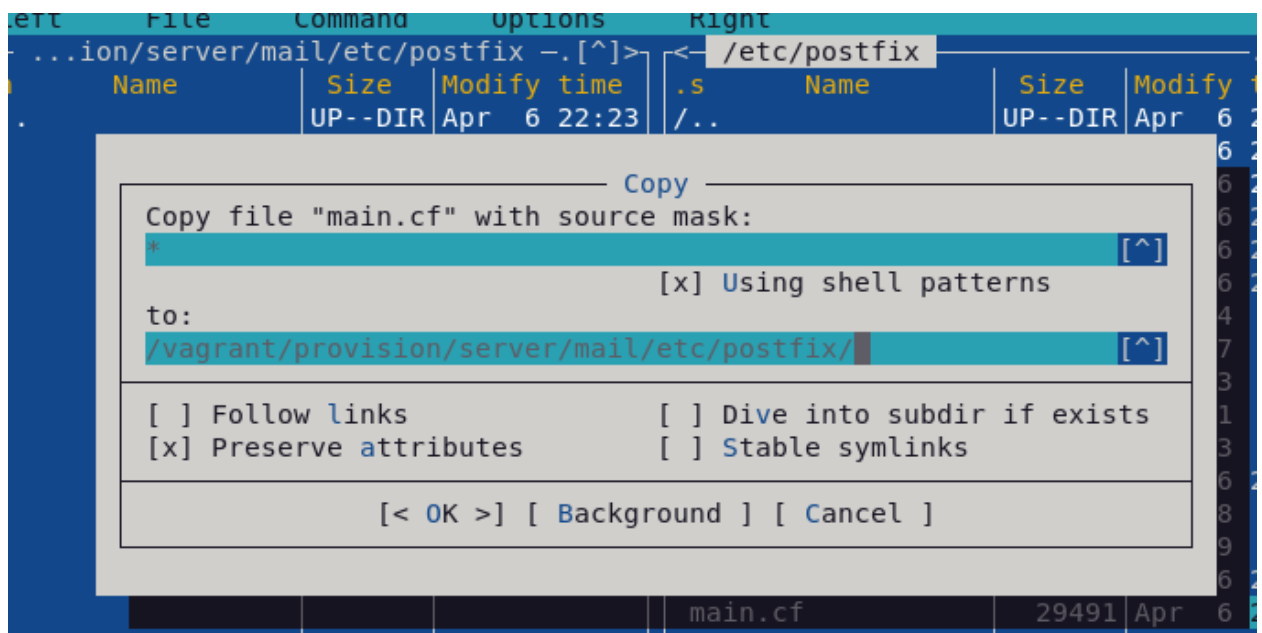 Left File Command Options Right
...ion/server/mail/etc/postfix .[^]> <- /etc/postfix
Name Size Modify time .s Name Size Modify
. UP--DIR Apr 6 22:23 /.. UP--DIR Apr 6
Copy
Copy file "main.cf" with source mask:
* [^]
[x] Using shell patterns
to:
/vagrant/provision/server/mail/etc/postfix/ [^]
[ ] Follow links [ ] Dive into subdir if exists
[x] Preserve attributes [ ] Stable symlinks
[< OK >] [ Background ] [ Cancel ]
main.cf 29491 Apr 6